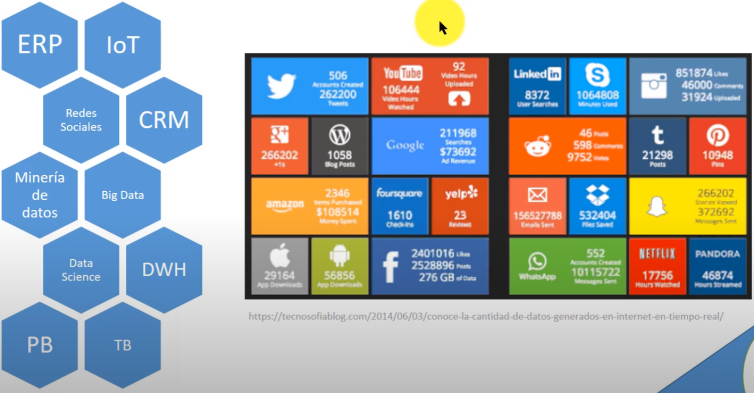 ERP
IoT
Redes
Sociales
CRM
Minería
de
datos
Big Data
Data
Science
DWH
PB
TB
506
Accounts Created
262200
Tweets
YouTube
106444
Video Hours
Watched
92
Video Hours
Uploaded
LinkedIn
8372
User Searches
1064808
Minutes Used
851874 Likes
46000 Comments
31924 Uploaded
266202
+1s
1058
Blog Posts
Google
211968
Searches
$73692
Ad Revenue
46 Posts
598 Comments
9752 Votes
21298
Posts
10948
Pins
amazon
2346
Items Purchased
$108514
Money Spent
foursquare
1610
Check-ins
yelp
23
Reviews
156527788
Emails Sent
532404
Files Saved
266202
Stories Viewed
372692
Messages Sent
29164
App Downloads
56856
App Downloads
2401016 Likes
2528896 Posts
276 GB of Data
WhatsApp
552
Accounts Created
10115722
Messages Sent
NETFLIX
17756
Hours Watched
PANDORA
46874
Hours Streamed
https://tecnosofiablog.com/2014/06/03/conoce-la-cantidad-de-datos-generados-en-internet-en-tiempo-real/